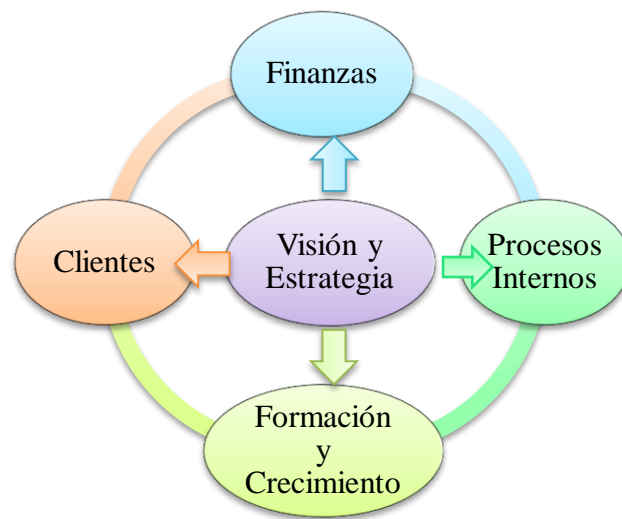 Finanzas
Clientes
Visión y
Estrategia
Procesos
Internos
Formación
y
Crecimiento